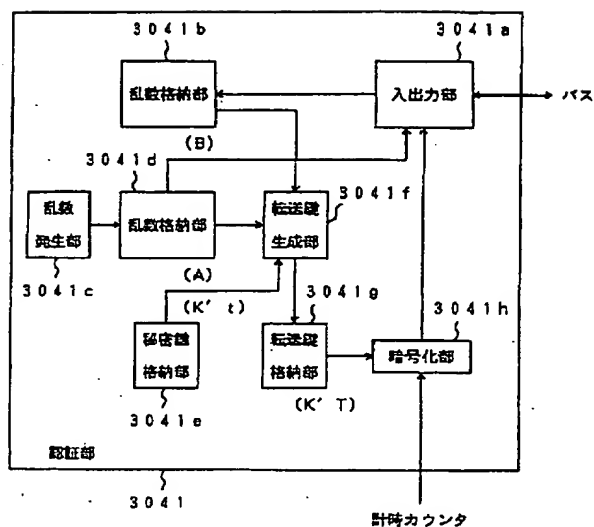 3041b
3041a
乱数格納部
入出力部
バス
(B)
3041d
3041f
乱数
発生部
乱数格納部
転送鍵
生成部
3041c
(A)
(K' t)
3041g
3041h
秘密鍵
格納部
転送鍵
格納部
暗号化部
3041e
(K' T)
認証部
3041
計時カウンタ